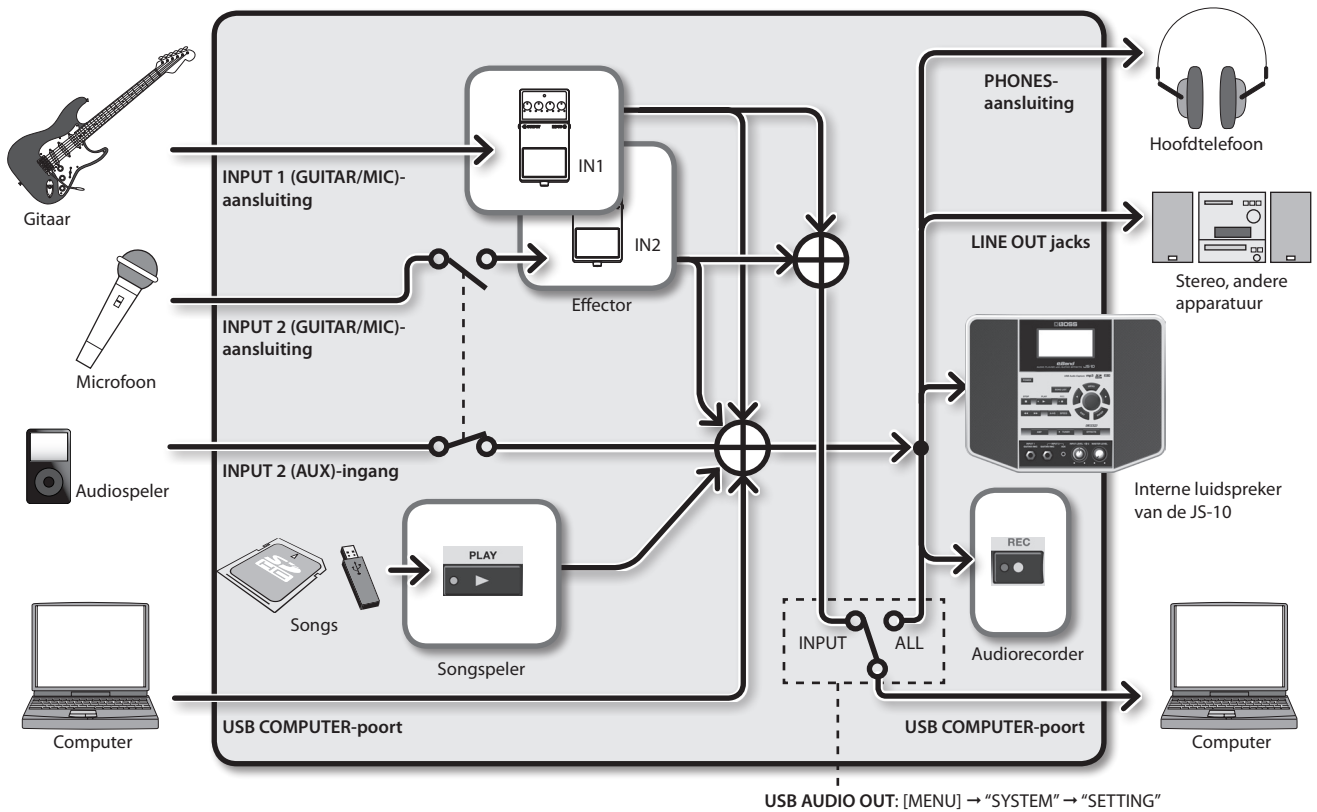 PHONES-
aansluiting
Hoofdtelefoon
IN1
INPUT 1 (GUITAR/MIC)-
aansluiting
Gitaar
IN2
LINE OUT jacks
Stereo, andere
apparatuur
Effector
INPUT 2 (GUITAR/MIC)-
aansluiting
Microfoon
BOSS
INPUT 2 (AUX)-ingang
Audiospeler
Interne luidspreker
van de JS-10
PLAY
REC
Songs
Songspeler
INPUT
ALL
Audiorecorder
USB COMPUTER-poort
Computer
USB COMPUTER-poort
Computer
USB AUDIO OUT: [MENU] → “SYSTEM” → “SETTING”